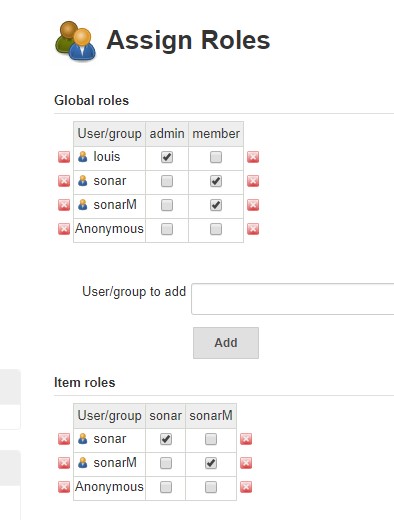 Assign Roles
Global roles
User/group admin member
louis
sonar
sonarM
Anonymous
User/group to add
Add
Item roles
User/group sonar sonarM
sonar
sonarM
Anonymous